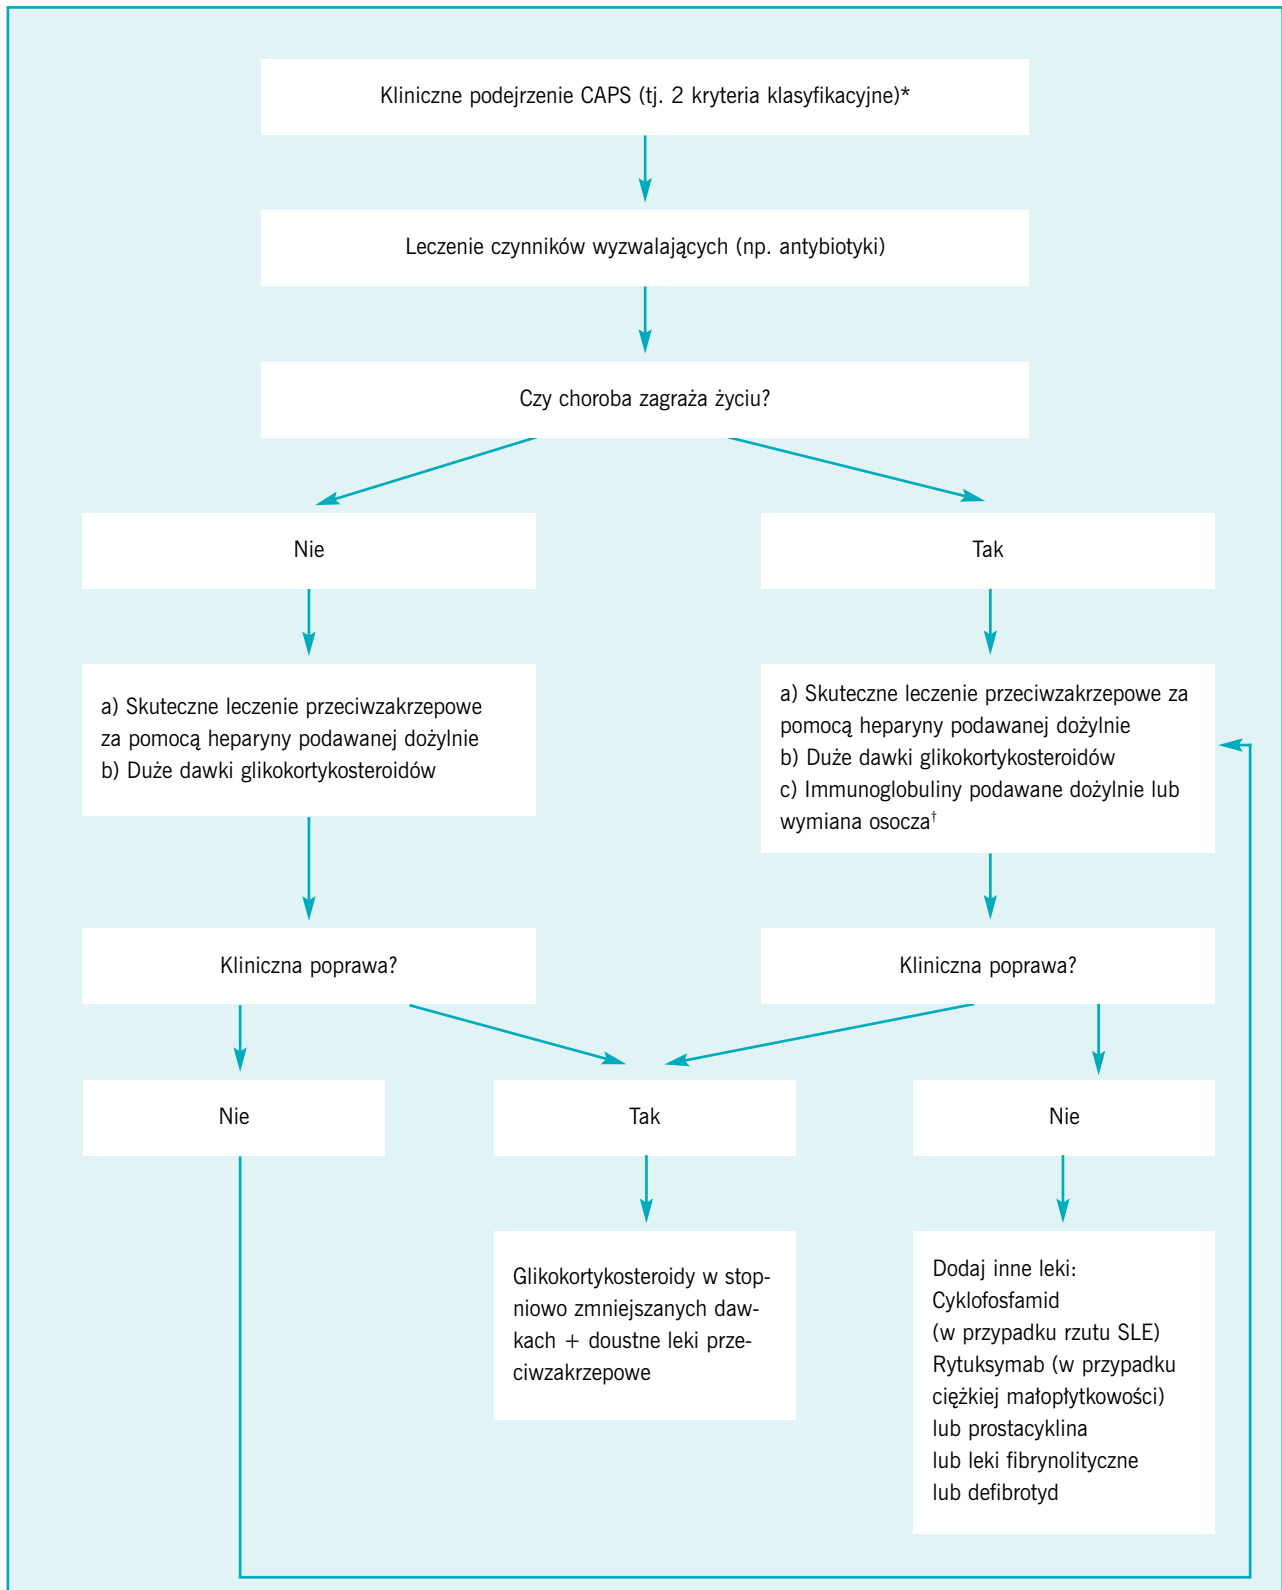 Kliniczne podejrzenie CAPS (tj. 2 kryteria klasyfikacyjne)*
Leczenie czynników wyzwalających (np. antybiotyki)
Czy choroba zagraża życiu?
Nie
Tak
a) Skuteczne leczenie przeciwzakrzepowe
za pomocą heparyny podawanej dożylnie
b) Duże dawki glikokortykosteroidów
a) Skuteczne leczenie przeciwzakrzepowe za
pomocą heparyny podawanej dożylnie
b) Duże dawki glikokortykosteroidów
c) Immunoglobuliny podawane dożylnie lub
wymiana osocza†
Kliniczna poprawa?
Kliniczna poprawa?
Nie
Tak
Nie
Glikokortykosteroidy w stop-
niowo zmniejszanych daw-
kach + doustne leki prze-
ciwzakrzepowe
Dodaj inne leki:
Cyklofosfamid
(w przypadku rzutu SLE)
Rytuksymab (w przypadku
ciężkiej małopłytkowości)
lub prostacyklina
lub leki fibrynolityczne
lub defibrotyd